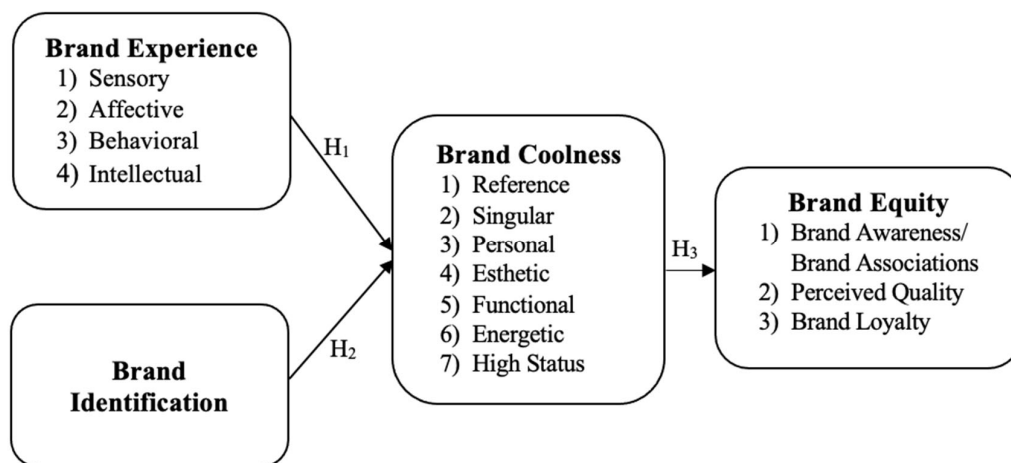 Brand Experience
1) Sensory
2) Affective
3) Behavioral
4) Intellectual
H1
Brand
Identification
H2
Brand Coolness
1) Reference
2) Singular
3) Personal
4) Esthetic
5) Functional
6) Energetic
7) High Status
H3
Brand Equity
1) Brand Awareness/
Brand Associations
2) Perceived Quality
3) Brand Loyalty